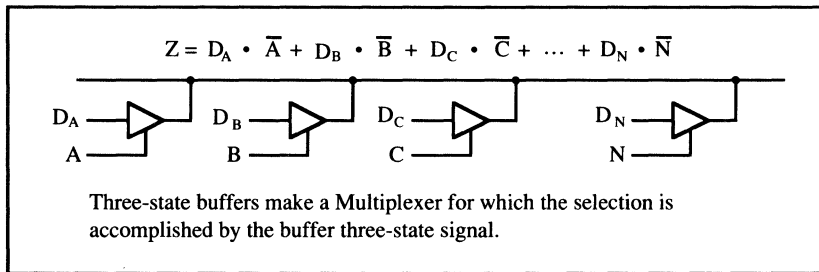 Z = D_A • A̅ + D_B • B̅ + D_C • C̅ + ... + D_N • N̅
D_A D_B D_C D_N
A B C N
Three-state buffers make a Multiplexer for which the selection is
accomplished by the buffer three-state signal.